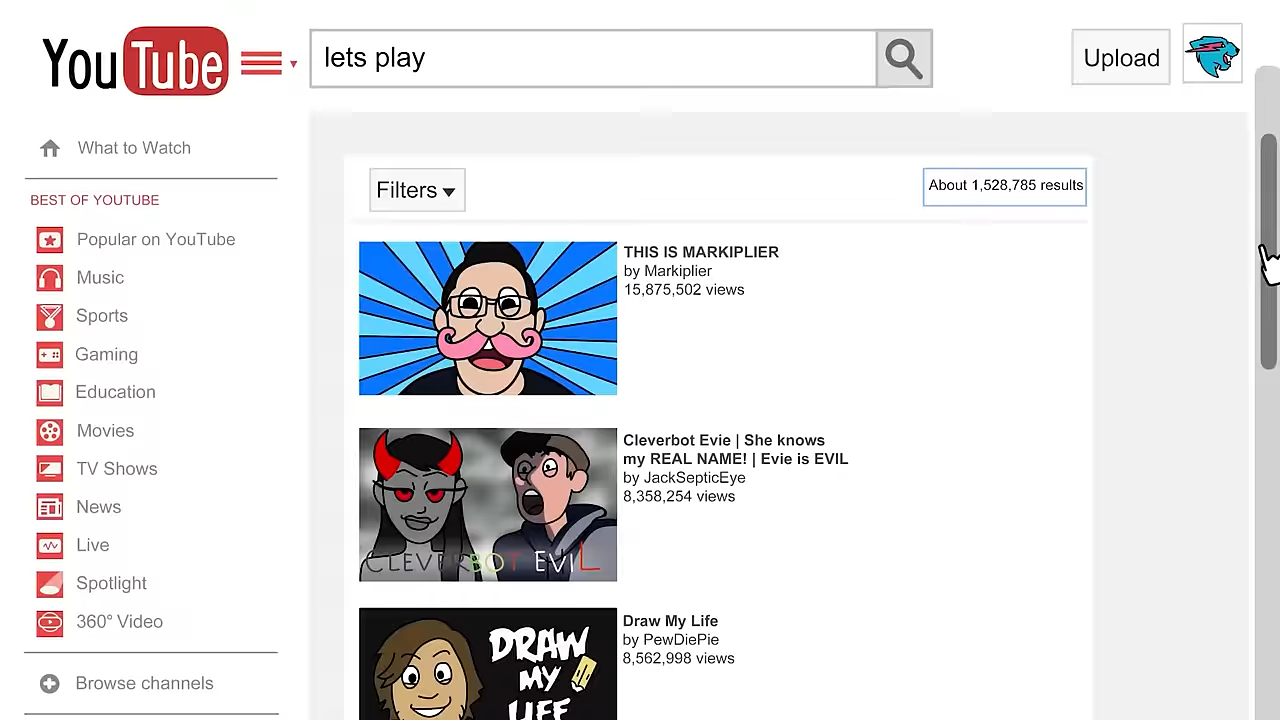 YouTube
lets play
Upload
What to Watch
BEST OF YOUTUBE
Popular on YouTube
Music
Sports
Gaming
Education
Movies
TV Shows
News
Live
Spotlight
360° Video
Browse channels
Filters
About 1,528,785 results
THIS IS MARKIPLIER
by Markiplier
15,875,502 views
CLEVERBOT EVIL
Cleverbot Evie | She knows
my REAL NAME! | Evie is EVIL
by JackSepticEye
8,358,254 views
DRAW
MY
LIFE
Draw My Life
by PewDiePie
8,562,998 views